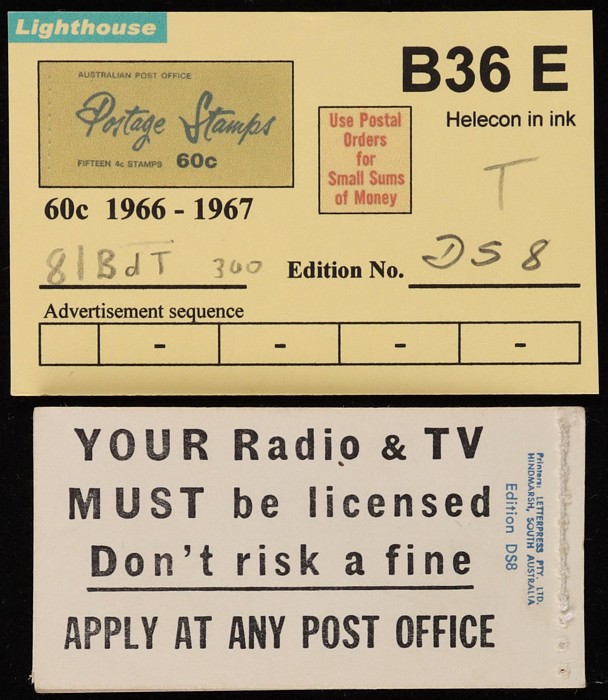 Lighthouse
AUSTRALIAN POST OFFICE
Postage Stamps
FIFTEEN 4c STAMPS 60c
60c 1966 - 1967
Use Postal
Orders
for
Small Sums
of Money
B36 E
Helecon in ink
T
81BdT 300
Edition No. DS8
Advertisement sequence
- - - -
YOUR Radio & TV
MUST be licensed
Don't risk a fine
APPLY AT ANY POST OFFICE
Printers: LETTERPRESS PTY. LTD.
HINDMARSH, SOUTH AUSTRALIA
Edition DS8